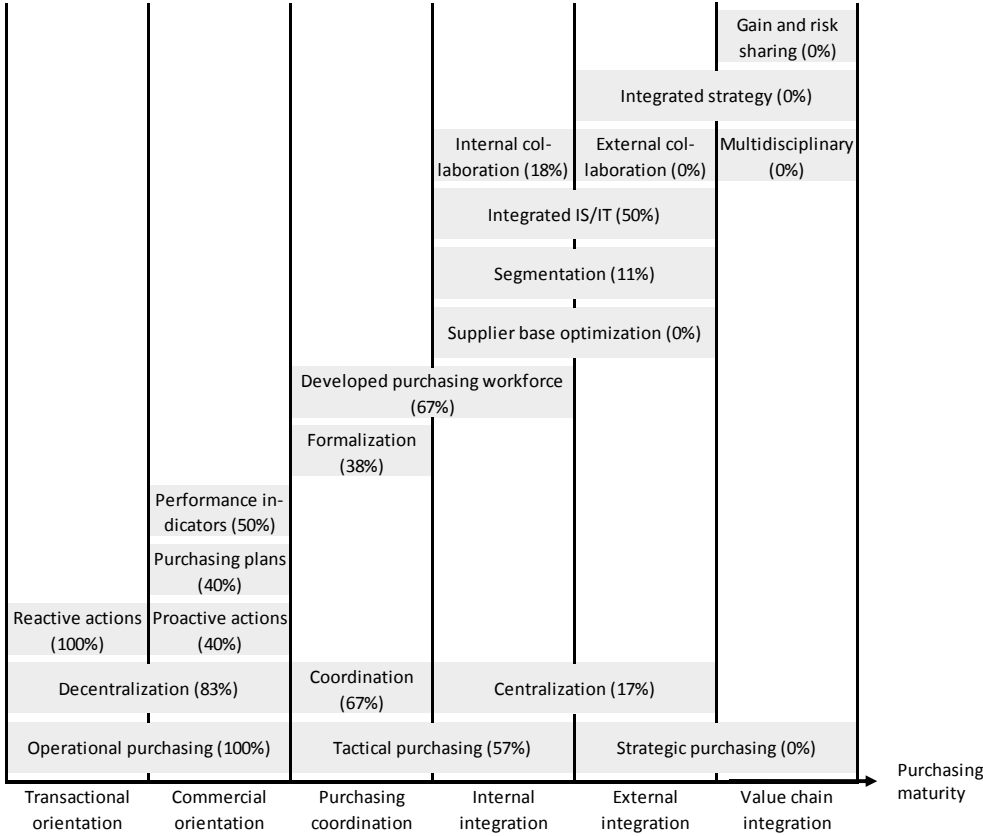 Gain and risk
sharing (0%)
Integrated strategy (0%)
Internal col-
laboration (18%)
External col-
laboration (0%)
Multidisciplinary
(0%)
Integrated IS/IT (50%)
Segmentation (11%)
Supplier base optimization (0%)
Developed purchasing workforce
(67%)
Formalization
(38%)
Performance in-
dicators (50%)
Purchasing plans
(40%)
Reactive actions
(100%)
Proactive actions
(40%)
Decentralization (83%)
Coordination
(67%)
Centralization (17%)
Operational purchasing (100%)
Tactical purchasing (57%)
Strategic purchasing (0%)
Purchasing
maturity
Transactional
orientation
Commercial
orientation
Purchasing
coordination
Internal
integration
External
integration
Value chain
integration